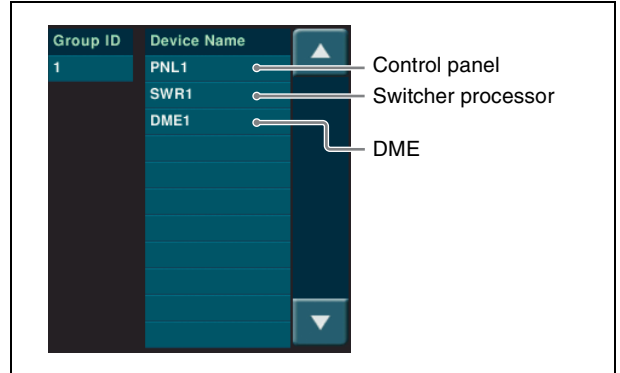 Group ID Device Name
1 PNL1 Control panel
SWR1 Switcher processor
DME1
DME